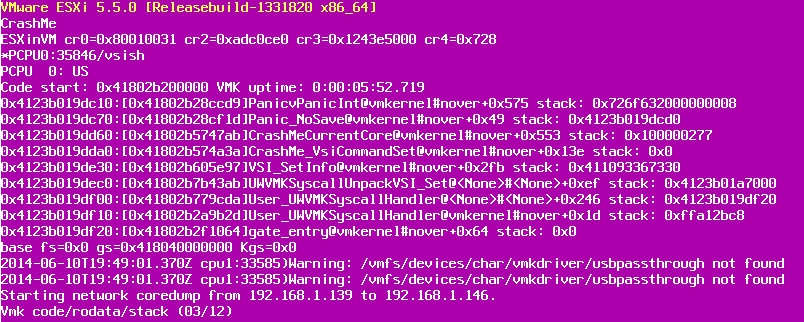 VMware ESXi 5.5.0 [Releasebuild-1331820 x86_64]
CrashMe
ESXinVM cr0=0x80010031 cr2=0xadc0ce0 cr3=0x1243e5000 cr4=0x728
*PCPU0:35846/vsish
PCPU  0: US
Code start: 0x41802b200000 VMK uptime: 0:00:05:52.719
0x4123b019dc10:[0x41802b28ccd9]PanicvPanicInt@vmkernel#nover+0x575 stack: 0x726f632000000008
0x4123b019dc70:[0x41802b28cf1d]Panic_NoSave@vmkernel#nover+0x49 stack: 0x4123b019dcd0
0x4123b019dd60:[0x41802b5747ab]CrashMeCurrentCore@vmkernel#nover+0x553 stack: 0x100000277
0x4123b019dda0:[0x41802b574a3a]CrashMe_VsiCommandSet@vmkernel#nover+0x13e stack: 0x0
0x4123b019de30:[0x41802b605e97]VSI_SetInfo@vmkernel#nover+0x2fb stack: 0x411093367330
0x4123b019dec0:[0x41802b7b43ab]UWVMKSyscallUnpackVSI_Set@<None>#<None>+0xef stack: 0x4123b01a7000
0x4123b019df00:[0x41802b779cda]User_UWVMKSyscallHandler@<None>#<None>+0x246 stack: 0x4123b019df20
0x4123b019df10:[0x41802b2a9b2d]User_UWVMKSyscallHandler@vmkernel#nover+0x1d stack: 0xffa12bc8
0x4123b019df20:[0x41802b2f1064]gate_entry@vmkernel#nover+0x64 stack: 0x0
base fs=0x0 gs=0x418040000000 Kgs=0x0
2014-06-10T19:49:01.370Z cpu1:33585)Warning: /vmfs/devices/char/vmkdriver/usbpassthrough not found
2014-06-10T19:49:01.370Z cpu1:33585)Warning: /vmfs/devices/char/vmkdriver/usbpassthrough not found
Starting network coredump from 192.168.1.139 to 192.168.1.146.
Vmk code/rodata/stack (03/12)